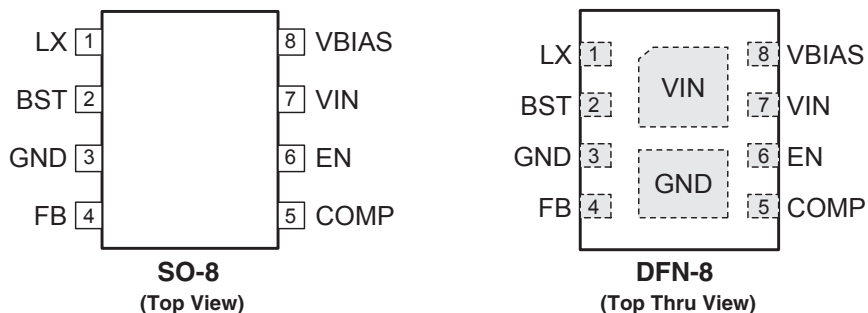 LX 1 8 VBIAS
BST 2 7 VIN
GND 3 6 EN
FB 4 5 COMP
SO-8
(Top View)
LX 1 8 VBIAS
VIN
BST 2 7 VIN
GND 3 6 EN
GND
FB 4 5 COMP
DFN-8
(Top Thru View)